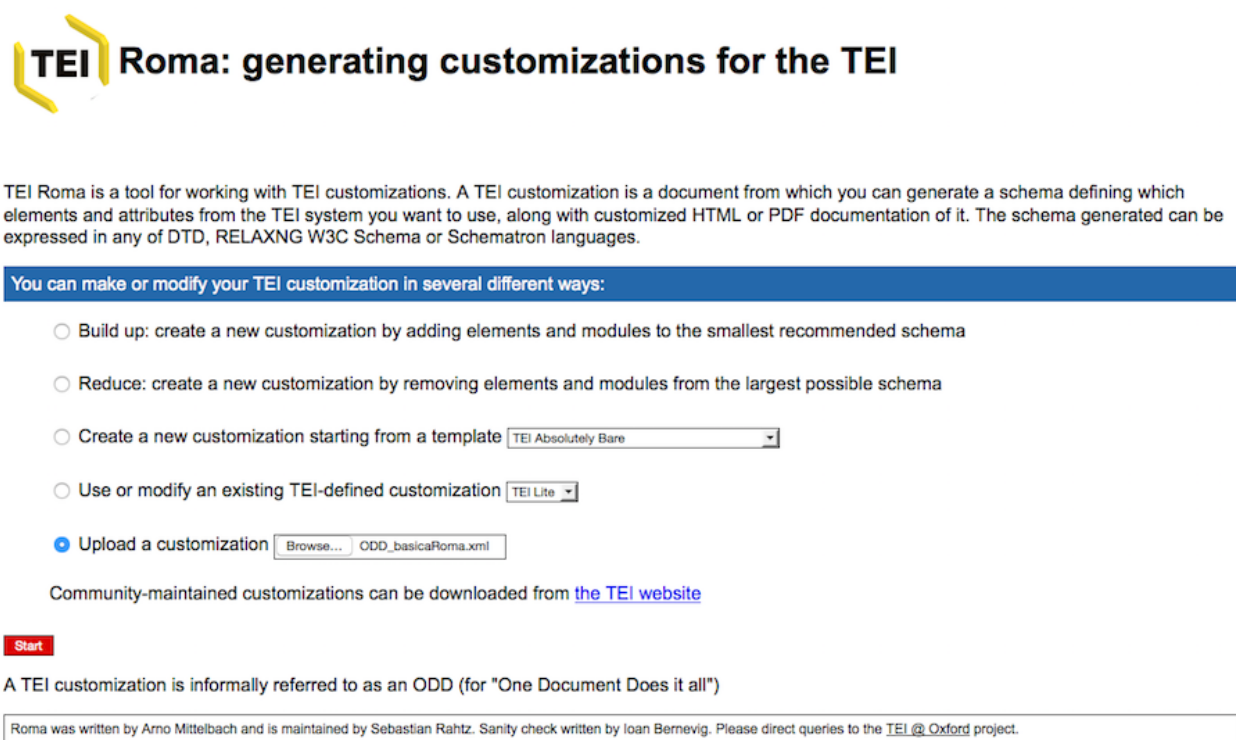 TEI Roma: generating customizations for the TEI
TEI Roma is a tool for working with TEI customizations. A TEI customization is a document from which you can generate a schema defining which
elements and attributes from the TEI system you want to use, along with customized HTML or PDF documentation of it. The schema generated can be
expressed in any of DTD, RELAXNG W3C Schema or Schematron languages.
You can make or modify your TEI customization in several different ways:
Build up: create a new customization by adding elements and modules to the smallest recommended schema
Reduce: create a new customization by removing elements and modules from the largest possible schema
Create a new customization starting from a template TEI Absolutely Bare
Use or modify an existing TEI-defined customization TEI Lite
Upload a customization Browse... ODD_basicaRoma.xml
Community-maintained customizations can be downloaded from the TEI website
Start
A TEI customization is informally referred to as an ODD (for "One Document Does it all")
Roma was written by Arno Mittelbach and is maintained by Sebastian Rahtz. Sanity check written by Ioan Bernevig. Please direct queries to the TEI @ Oxford project.